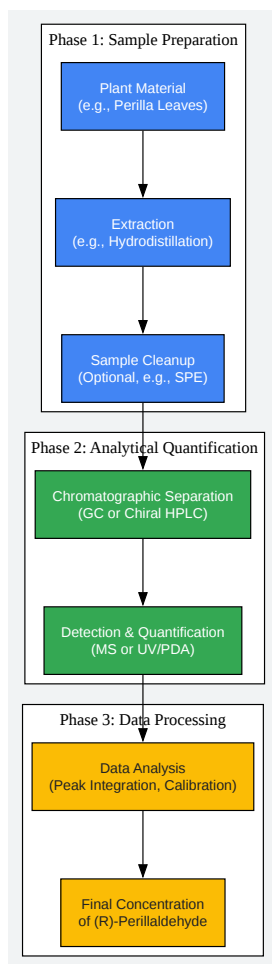 Phase 1: Sample Preparation
Plant Material
(e.g., Perilla Leaves)
Extraction
(e.g., Hydrodistillation)
Sample Cleanup
(Optional, e.g., SPE)
Phase 2: Analytical Quantification
Chromatographic Separation
(GC or Chiral HPLC)
Detection & Quantification
(MS or UV/PDA)
Phase 3: Data Processing
Data Analysis
(Peak Integration, Calibration)
Final Concentration
of (R)-Perillaldehyde